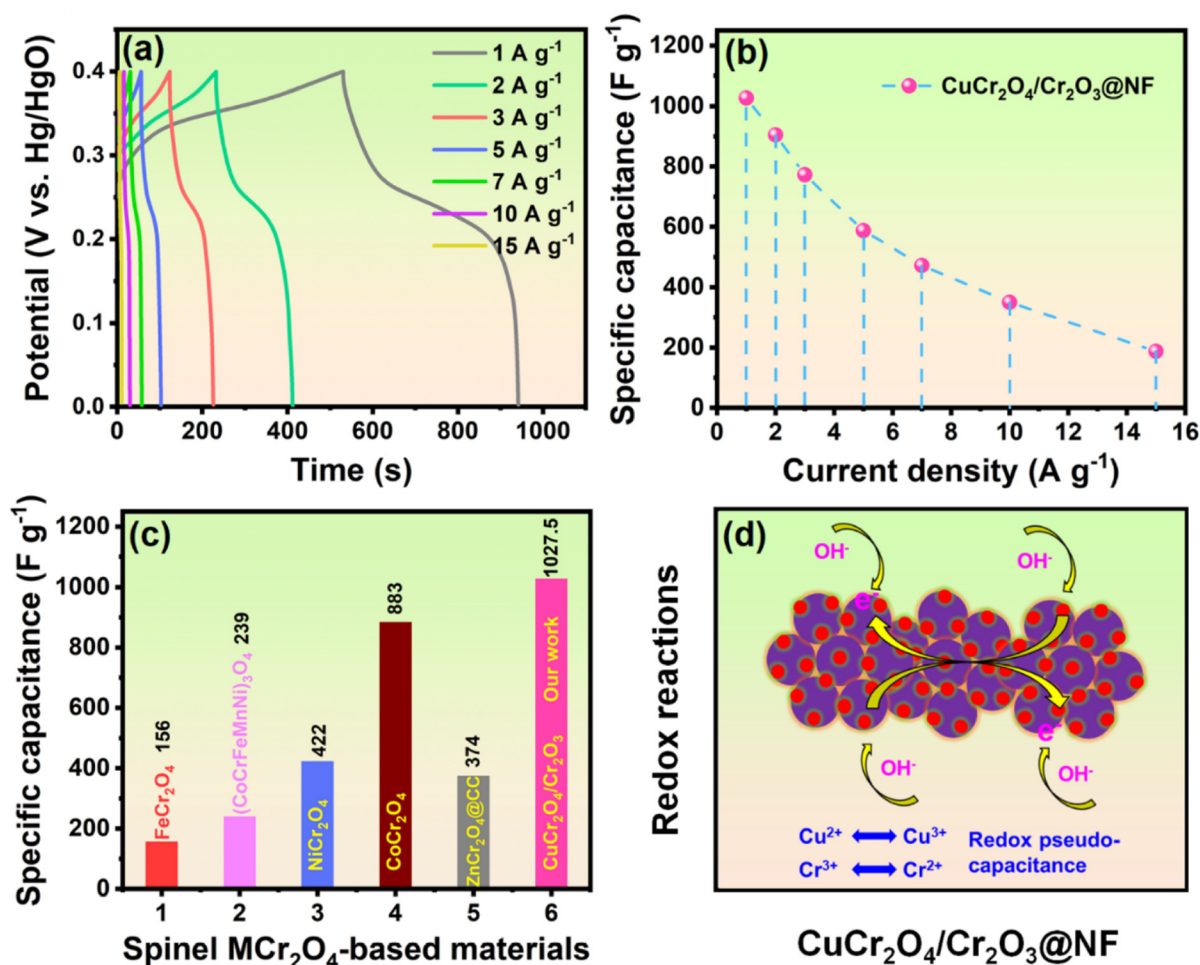 (a)
1 A g⁻¹
2 A g⁻¹
3 A g⁻¹
5 A g⁻¹
7 A g⁻¹
10 A g⁻¹
15 A g⁻¹
Potential (V vs. Hg/HgO)
0.4
0.3
0.2
0.1
0.0
0 200 400 600 800 1000
Time (s)
(b)
CuCr₂O₄/Cr₂O₃@NF
Specific capacitance (F g⁻¹)
1200
1000
800
600
400
200
0
0 2 4 6 8 10 12 14 16
Current density (A g⁻¹)
(c)
Specific capacitance (F g⁻¹)
1200
1000
800
600
400
200
0
FeCr₂O₄ 156
(CoCrFeMnNi)₃O₄ 239
NiCr₂O₄ 422
CoCr₂O₄ 883
ZnCr₂O₄@CC 374
CuCr₂O₄/Cr₂O₃ Our work 1027.5
1 2 3 4 5 6
Spinel MCr₂O₄-based materials
(d)
Redox reactions
OH⁻
OH⁻
e⁻
e⁻
OH⁻
OH⁻
Cu²⁺ Cu³⁺
Cr³⁺ Cr²⁺
Redox pseudo-
capacitance
CuCr₂O₄/Cr₂O₃@NF